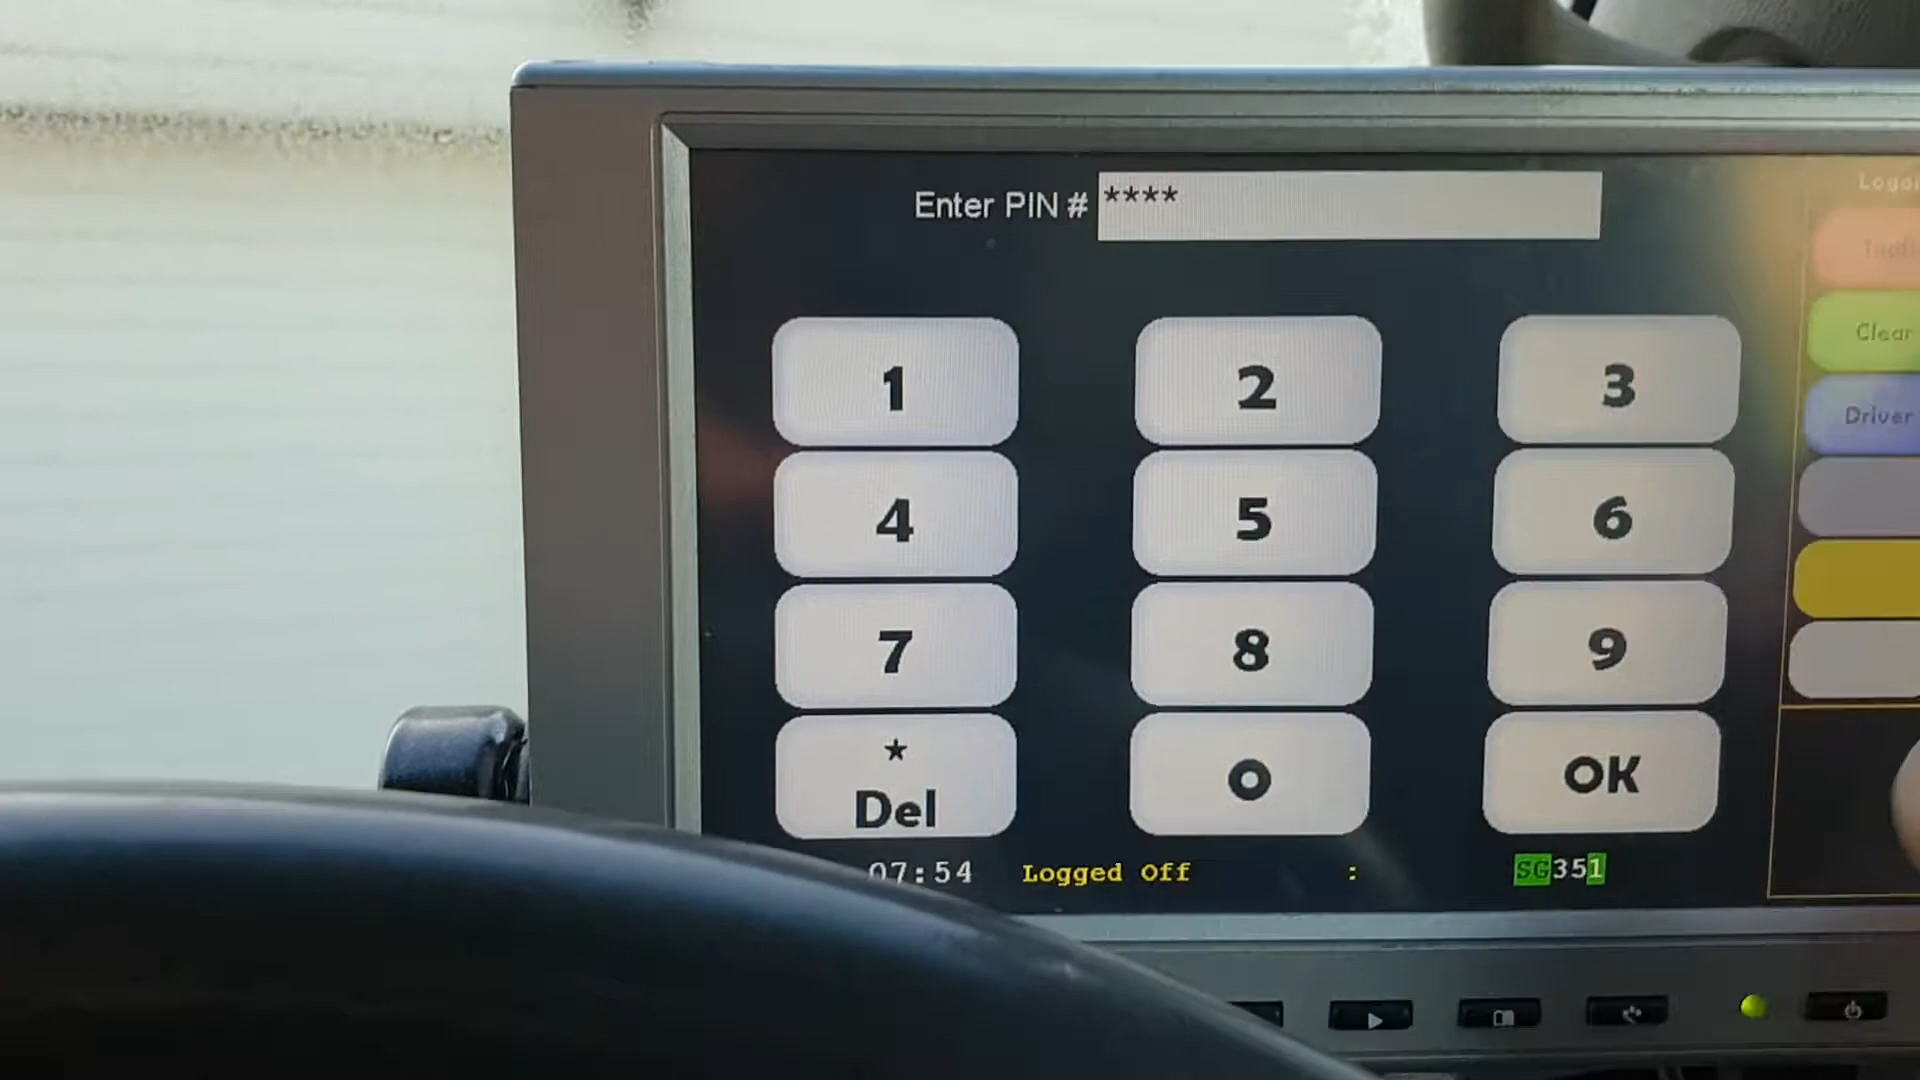 Enter PIN # ****
1 2 3
Clear
4 5 6
Driver
7 8 9
*
Del 0 OK
07:54 Logged Off : SG351